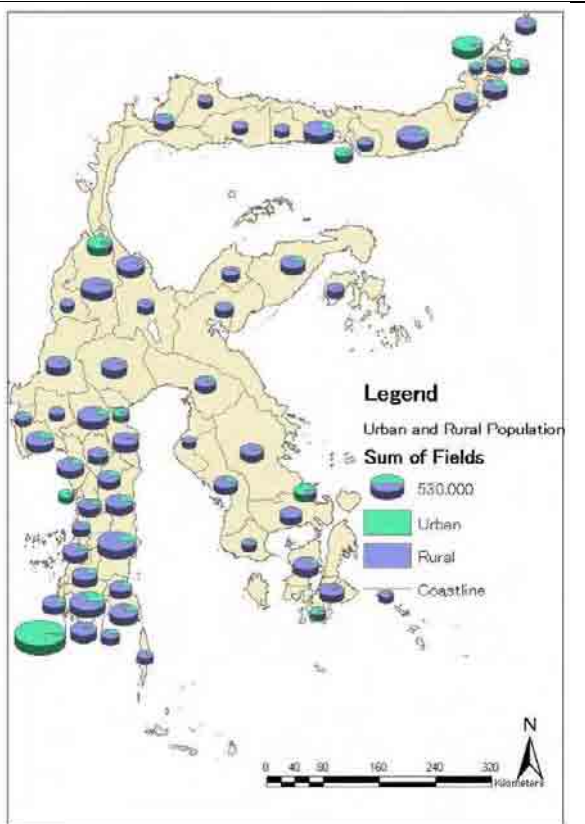 Legend
Urban and Rural Population
Sum of Fields
530.000
Urban
Rural
Coastline
N
0 40 80 160 240 320
Kilometers